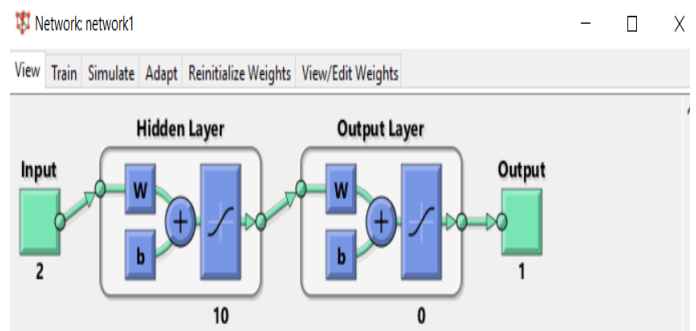 Network: network1
View Train Simulate Adapt Reinitialize Weights View/Edit Weights
Hidden Layer Output Layer
Input Output
W W
+ +
b b
2 1
10 0